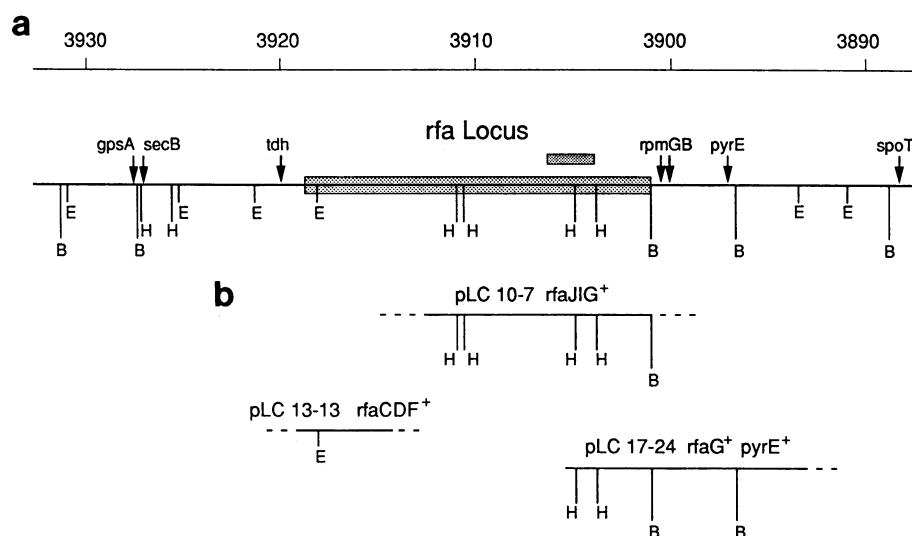 a
3930 3920 3910 3900 3890
rfa Locus
gpsA secB tdh rpmGB pyrE spoT
E E E E E E
H H H H H H
B B B B B
b
pLC 10-7 rfaJIG+
H H H H
B
pLC 13-13 rfaCDF+
E
pLC 17-24 rfaG+ pyrE+
H H
B B